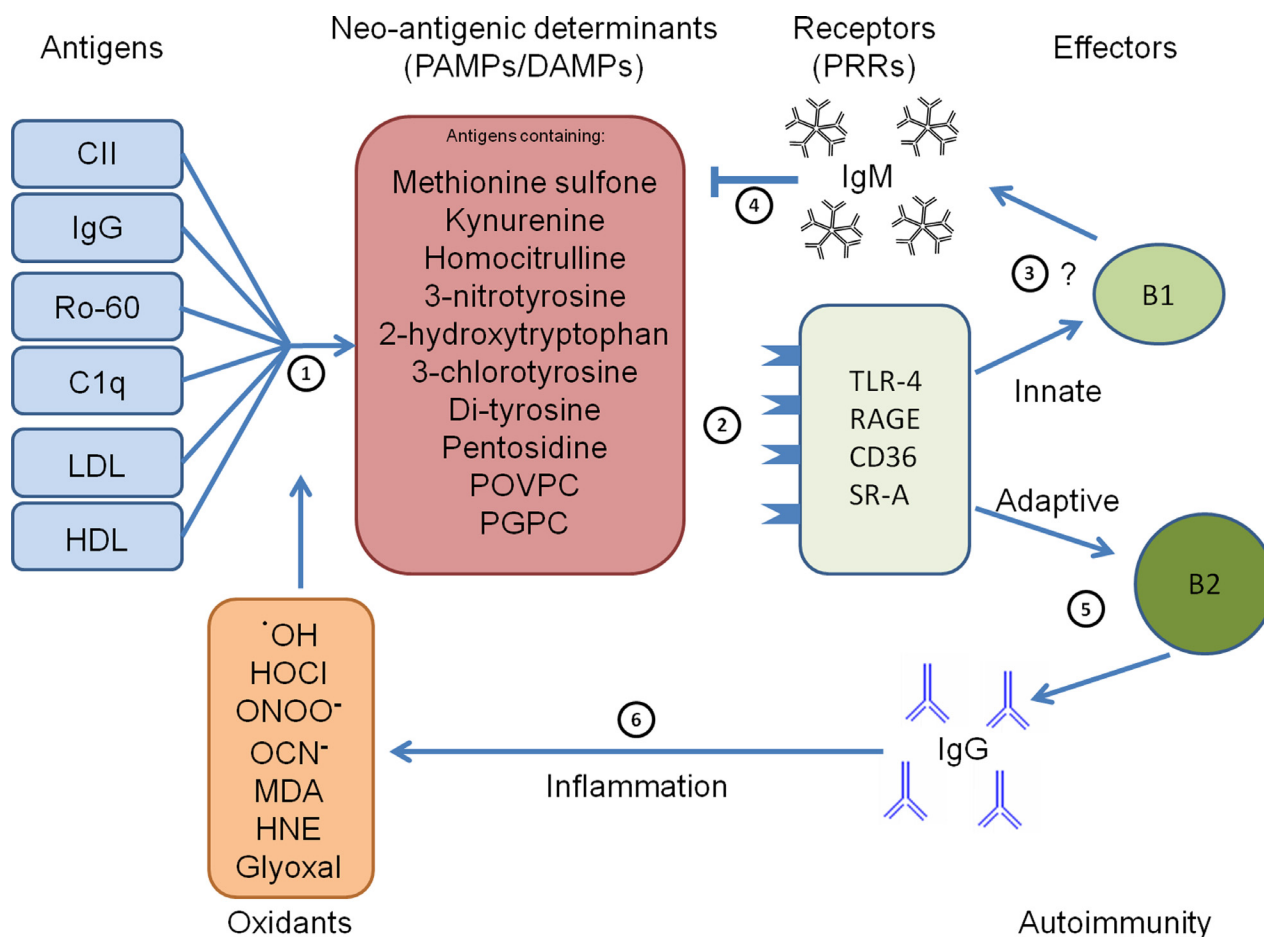 Antigens
Neo-antigenic determinants
(PAMPs/DAMPs)
Receptors
(PRRs)
Effectors
CII
IgG
Ro-60
C1q
LDL
HDL
1
Antigens containing:
Methionine sulfone
Kynurenine
Homocitrulline
3-nitrotyrosine
2-hydroxytryptophan
3-chlorotyrosine
Di-tyrosine
Pentosidine
POVPC
PGPC
IgM
4
3 ?
B1
2
TLR-4
RAGE
CD36
SR-A
Innate
Adaptive
B2
5
IgG
6
Inflammation
˙OH
HOCl
ONOO⁻
OCN⁻
MDA
HNE
Glyoxal
Oxidants
Autoimmunity